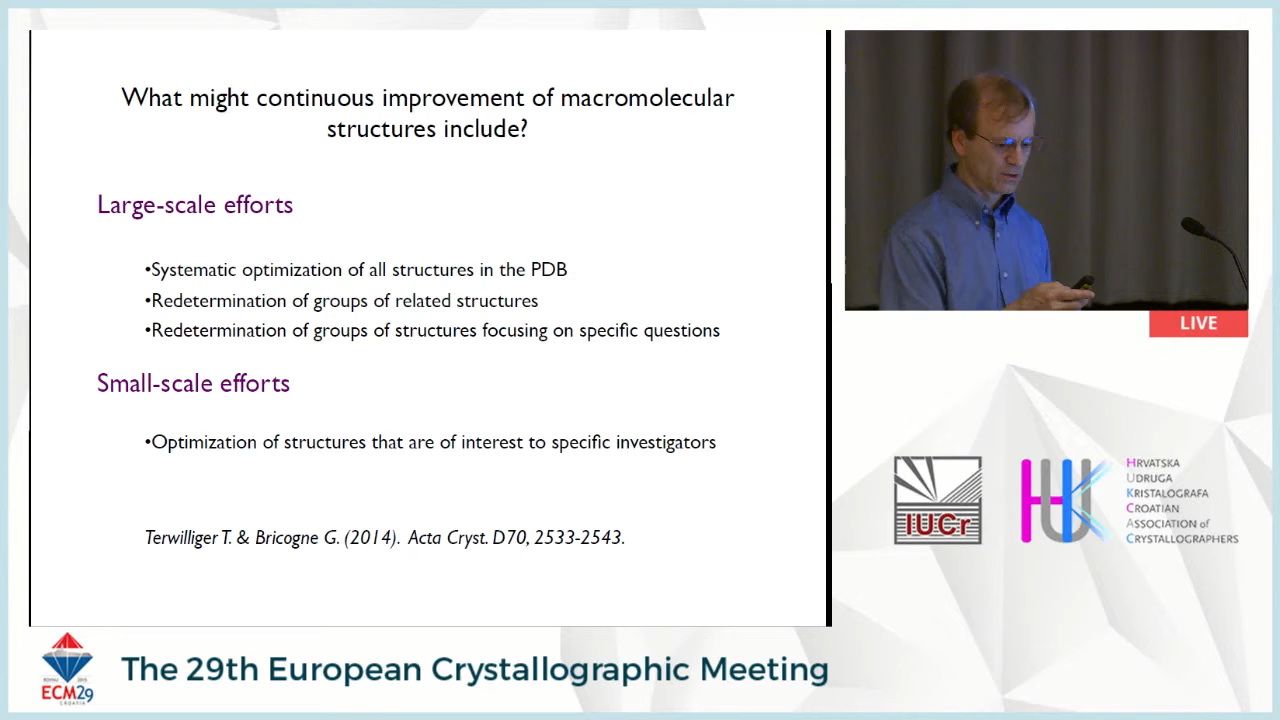 What might continuous improvement of macromolecular
structures include?
Large-scale efforts
•Systematic optimization of all structures in the PDB
•Redetermination of groups of related structures
•Redetermination of groups of structures focusing on specific questions
Small-scale efforts
•Optimization of structures that are of interest to specific investigators
Terwilliger T. & Bricogne G. (2014). Acta Cryst. D70, 2533-2543.
LIVE
IUCr
HUK
HRVATSKA
UDRUGA
KRISTALOGRAFA
CROATIAN
ASSOCIATION of
CRYSTALLOGRAPHERS
ECM29
CROATIA
The 29th European Crystallographic Meeting